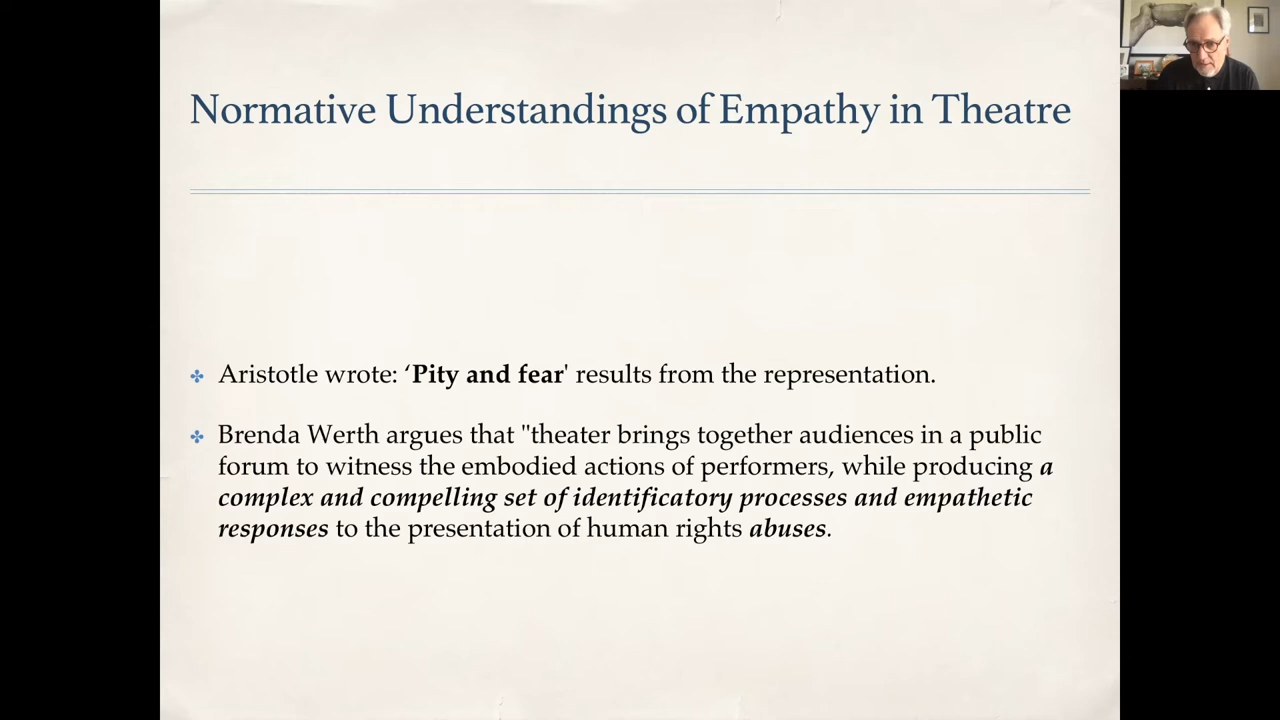 Normative Understandings of Empathy in Theatre
Aristotle wrote: ‘Pity and fear' results from the representation.
Brenda Werth argues that "theater brings together audiences in a public
forum to witness the embodied actions of performers, while producing a
complex and compelling set of identificatory processes and empathetic
responses to the presentation of human rights abuses.